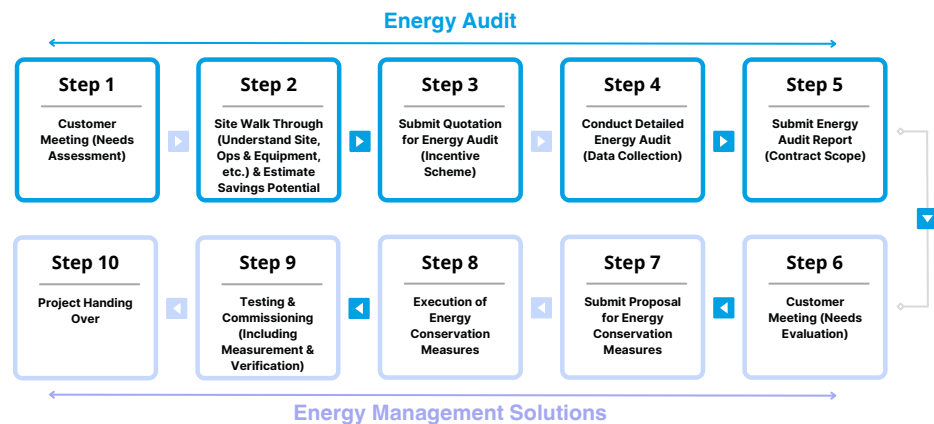 Energy Audit
Step 1
Customer
Meeting (Needs
Assessment)
Step 2
Site Walk Through
(Understand Site,
Ops & Equipment,
etc.) & Estimate
Savings Potential
Step 3
Submit Quotation
for Energy Audit
(Incentive
Scheme)
Step 4
Conduct Detailed
Energy Audit
(Data Collection)
Step 5
Submit Energy
Audit Report
(Contract Scope)
Step 6
Customer
Meeting (Needs
Evaluation)
Step 7
Submit Proposal
for Energy
Conservation
Measures
Step 8
Execution of
Energy
Conservation
Measures
Step 9
Testing &
Commissioning
(Including
Measurement &
Verification)
Step 10
Project Handing
Over
Energy Management Solutions